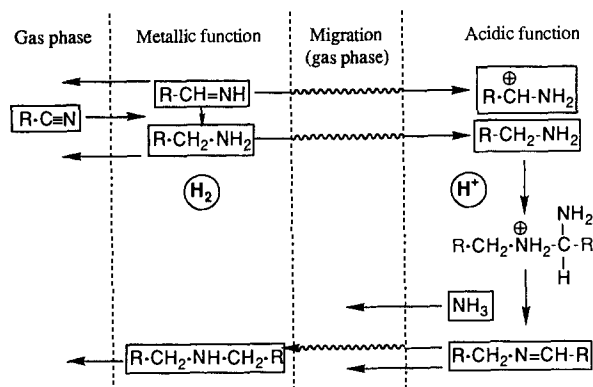 Gas phase
Metallic function
Migration
(gas phase)
Acidic function
R-CH=NH
⊕
R·CH-NH₂
R·C≡N
R·CH₂·NH₂
R-CH₂-NH₂
H₂
H⁺
NH₂
⊕
R·CH₂·NH₂-C-R
H
NH₃
R·CH₂·NH·CH₂-R
R·CH₂·N=CH-R